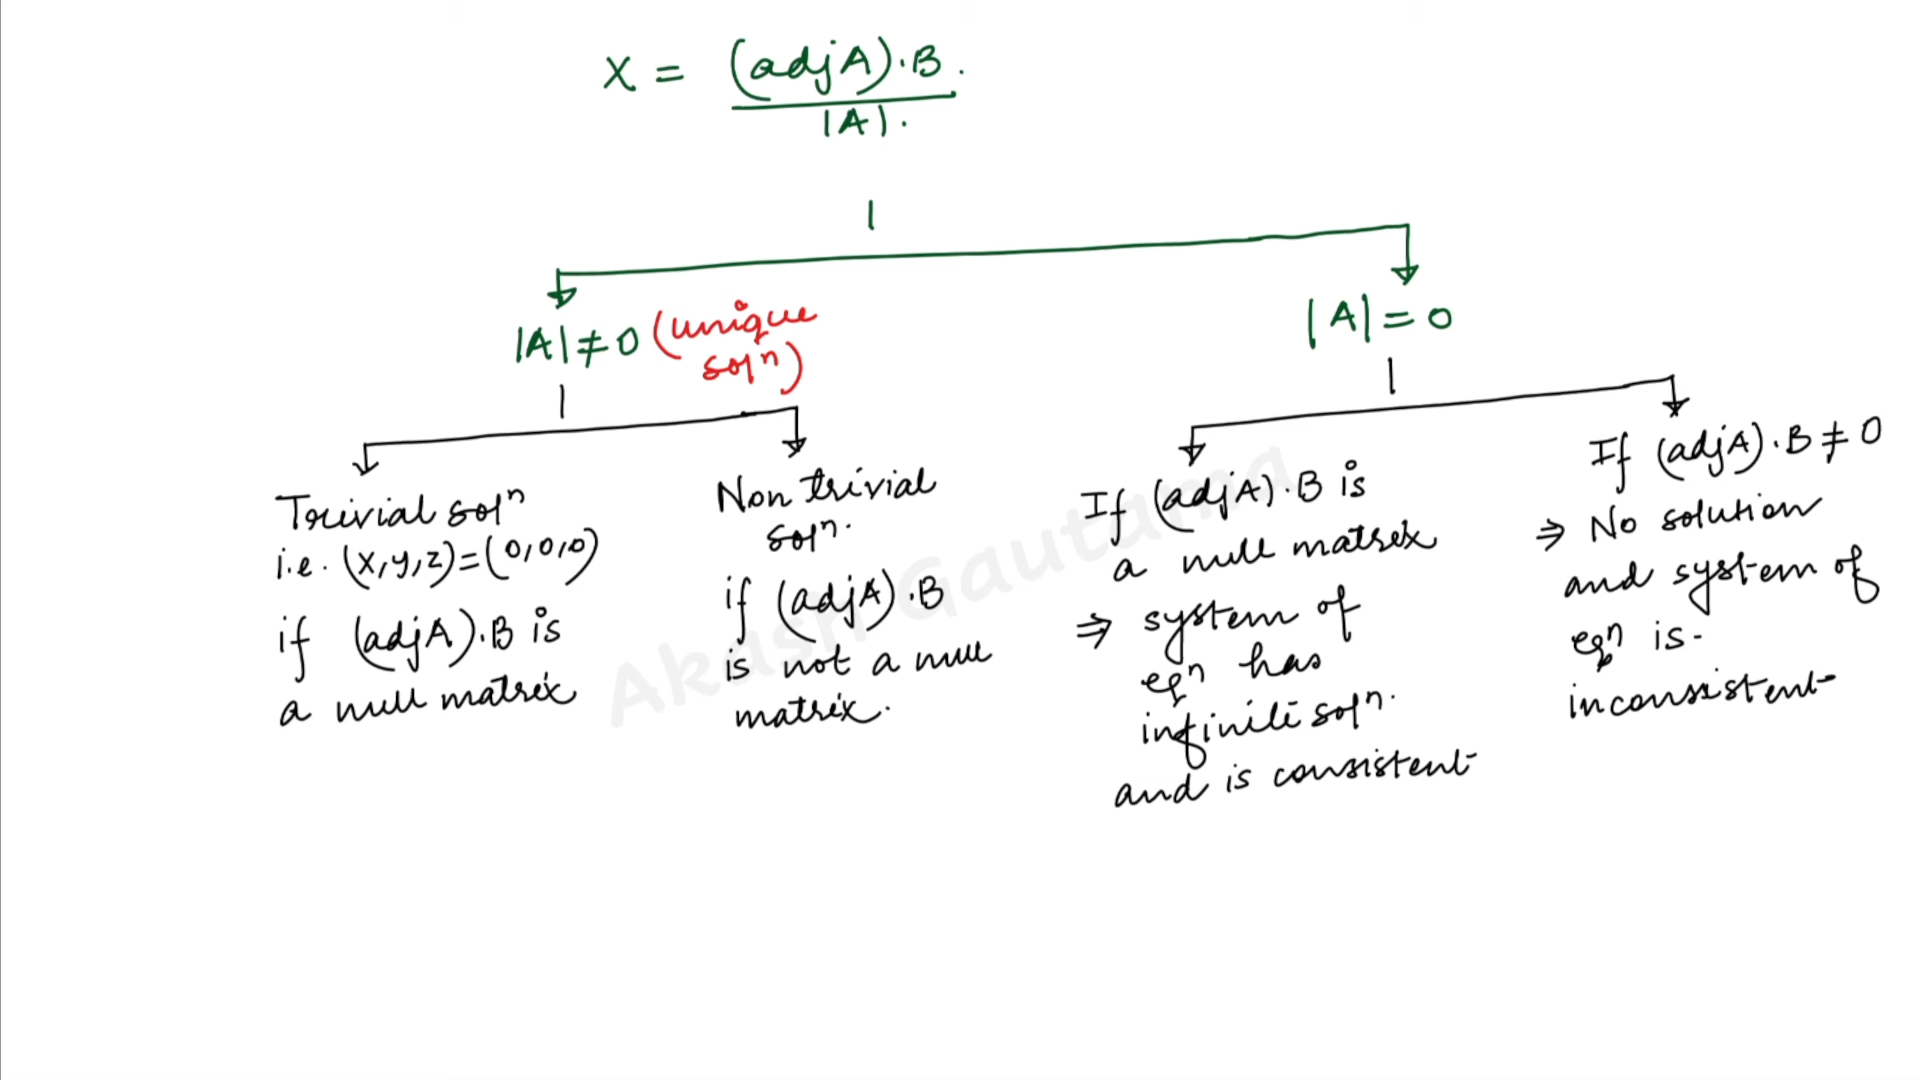 X = (adjA).B.
|A|.
|A|≠0 (unique
solⁿ)
|A|=0
Trivial solⁿ
i.e. (x,y,z)=(0,0,0)
if (adjA).B is
a null matrix
Non trivial
solⁿ.
if (adjA).B
is not a null
matrix.
If (adjA).B is
a null matrix
⇒ system of
eqⁿ has
infinite solⁿ.
and is consistent
If (adjA).B≠0
⇒ No solution
and system of
eqⁿ is.
inconsistent
Akash Gautama